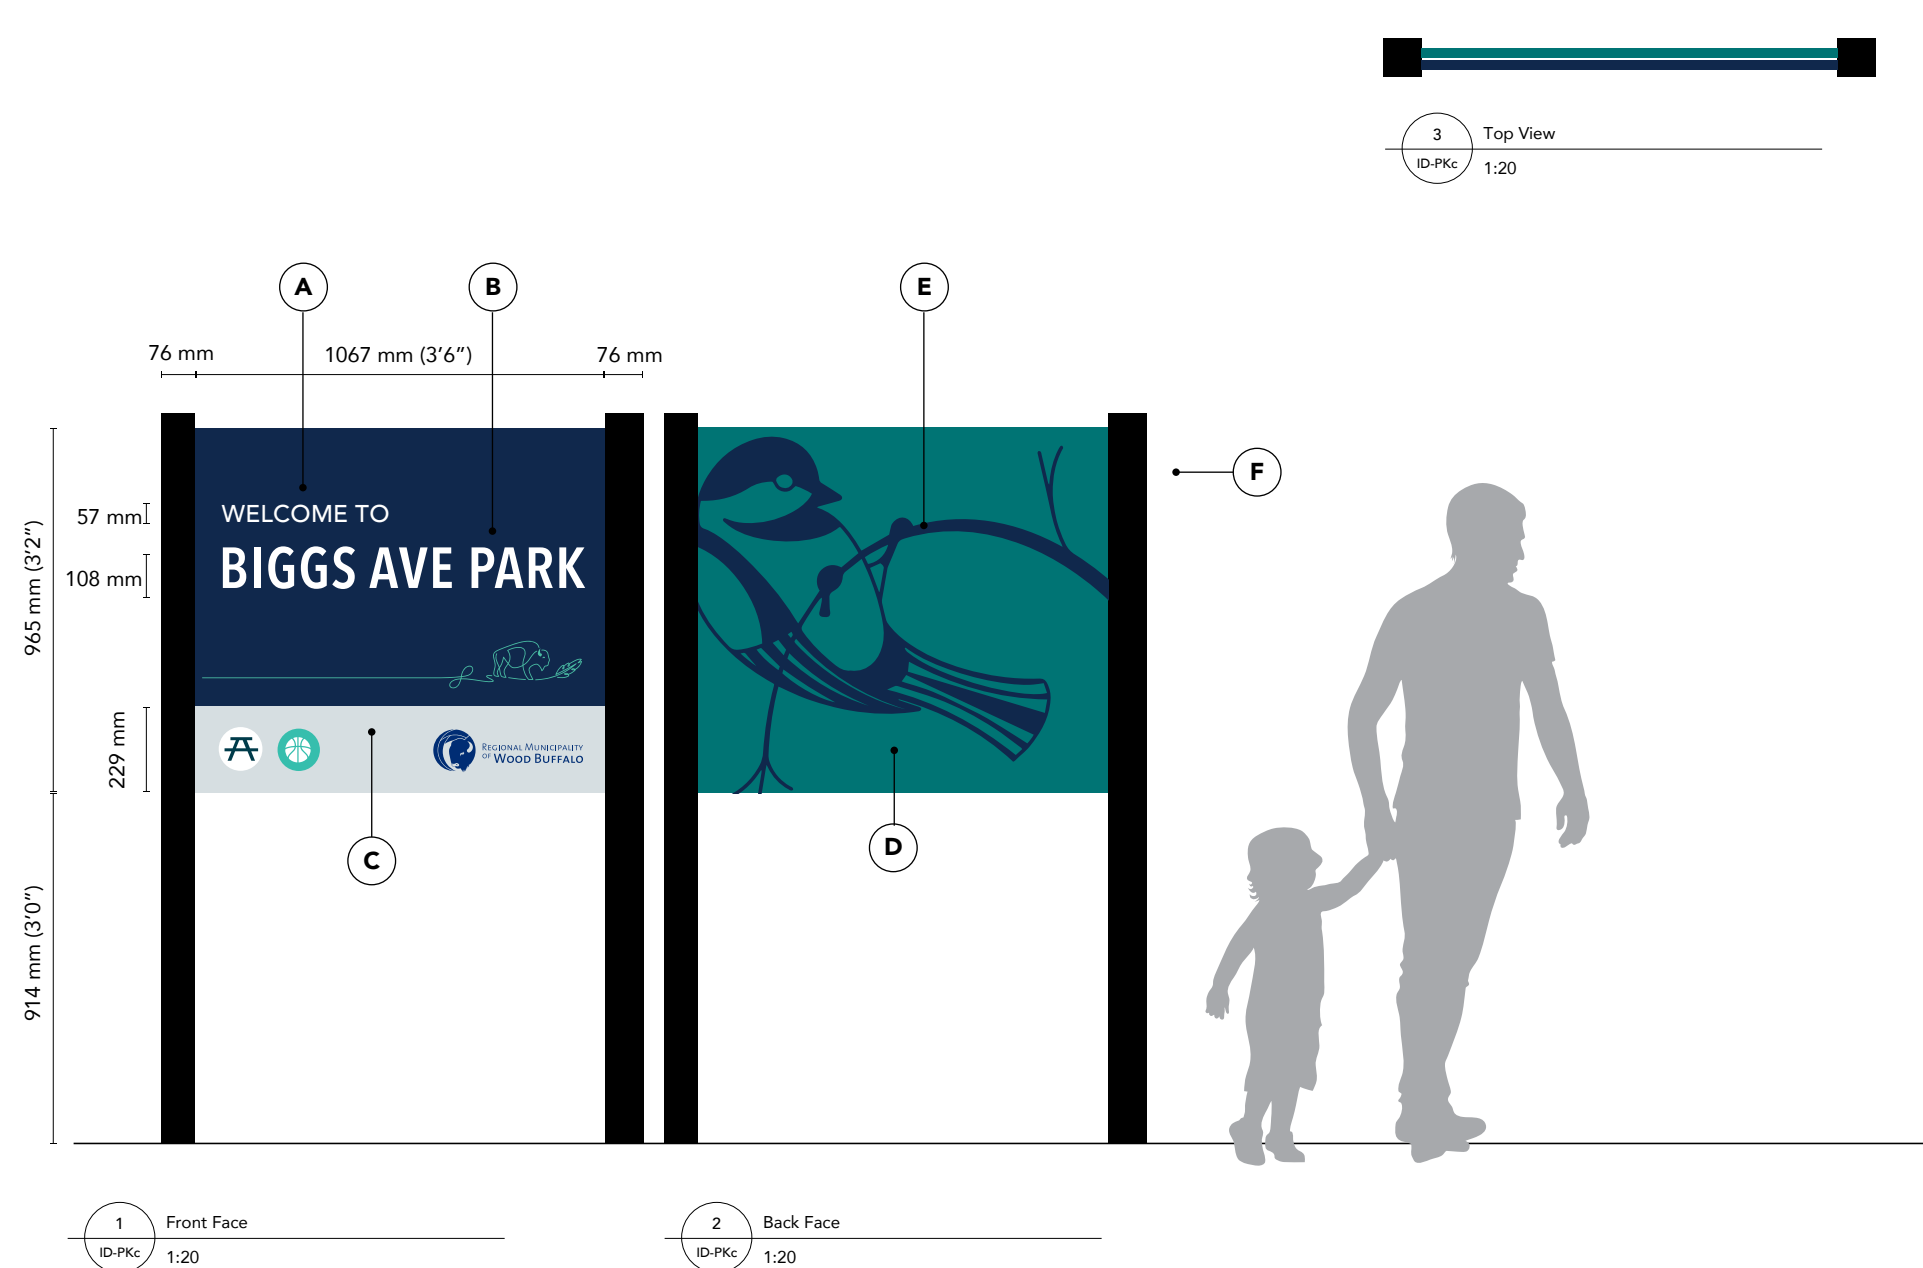 3
Top View
ID-PKc
1:20
A
B
E
76 mm
1067 mm (3'6")
76 mm
F
965 mm (3'2")
57 mm
WELCOME TO
108 mm
BIGGS AVE PARK
229 mm
REGIONAL MUNICIPALITY
OF WOOD BUFFALO
C
D
914 mm (3'0")
1
Front Face
ID-PKc
1:20
2
Back Face
ID-PKc
1:20